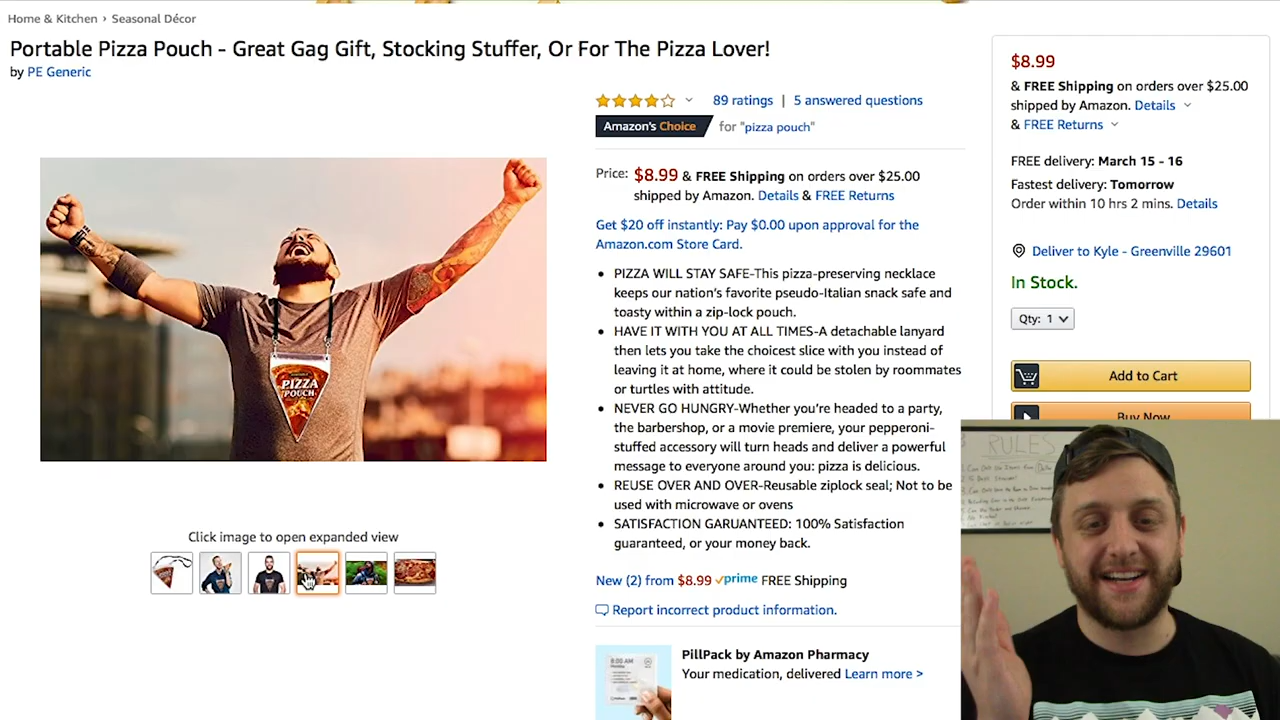 Home & Kitchen › Seasonal Décor
Portable Pizza Pouch - Great Gag Gift, Stocking Stuffer, Or For The Pizza Lover!
by PE Generic
89 ratings | 5 answered questions
Amazon's Choice for "pizza pouch"
Price: $8.99 & FREE Shipping on orders over $25.00
shipped by Amazon. Details & FREE Returns
Get $20 off instantly: Pay $0.00 upon approval for the
Amazon.com Store Card.
• PIZZA WILL STAY SAFE-This pizza-preserving necklace
keeps our nation's favorite pseudo-Italian snack safe and
toasty within a zip-lock pouch.
• HAVE IT WITH YOU AT ALL TIMES-A detachable lanyard
then lets you take the choicest slice with you instead of
leaving it at home, where it could be stolen by roommates
or turtles with attitude.
• NEVER GO HUNGRY-Whether you're headed to a party,
the barbershop, or a movie premiere, your pepperoni-
stuffed accessory will turn heads and deliver a powerful
message to everyone around you: pizza is delicious.
• REUSE OVER AND OVER-Reusable ziplock seal; Not to be
used with microwave or ovens
• SATISFACTION GARUANTEED: 100% Satisfaction
guaranteed, or your money back.
New (2) from $8.99 prime FREE Shipping
Report incorrect product information.
PillPack by Amazon Pharmacy
Your medication, delivered Learn more >
8:00 AM
PIZZA
POUCH
Click image to open expanded view
$8.99
& FREE Shipping on orders over $25.00
shipped by Amazon. Details
& FREE Returns
FREE delivery: March 15 - 16
Fastest delivery: Tomorrow
Order within 10 hrs 2 mins. Details
Deliver to Kyle - Greenville 29601
In Stock.
Qty: 1
Add to Cart
Buy Now
RULES